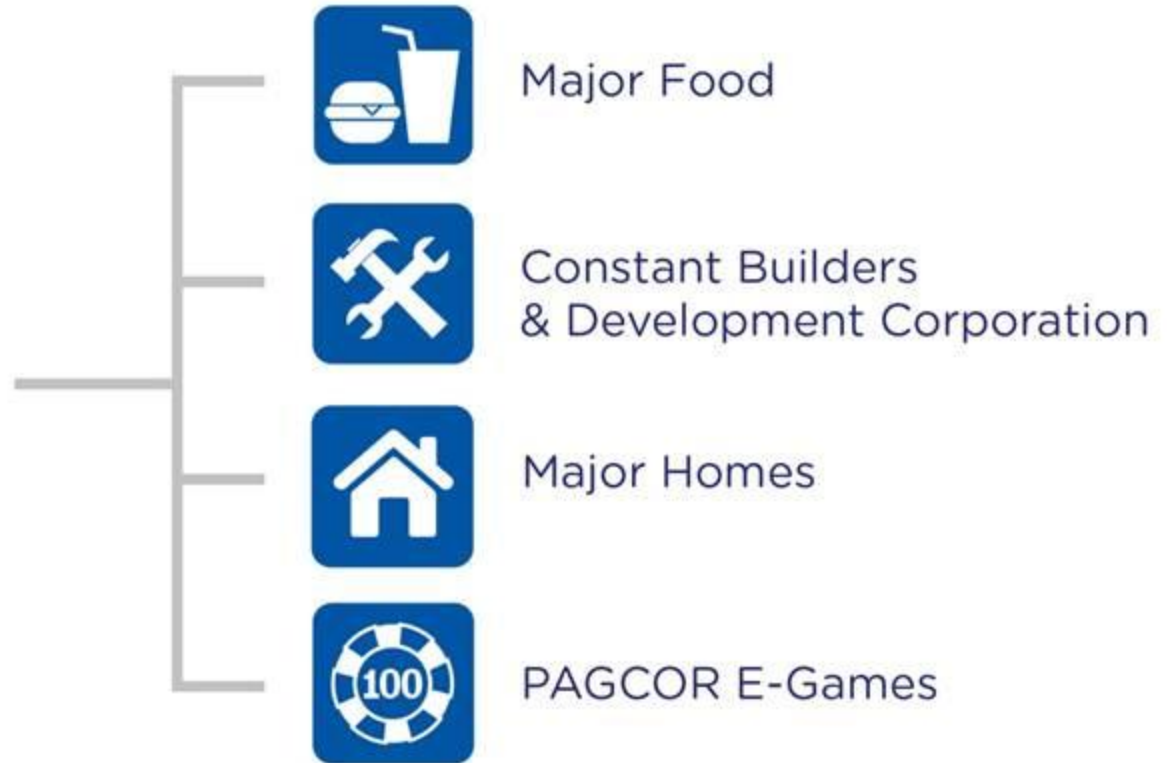 Major Food
Constant Builders
& Development Corporation
Major Homes
100
PAGCOR E-Games